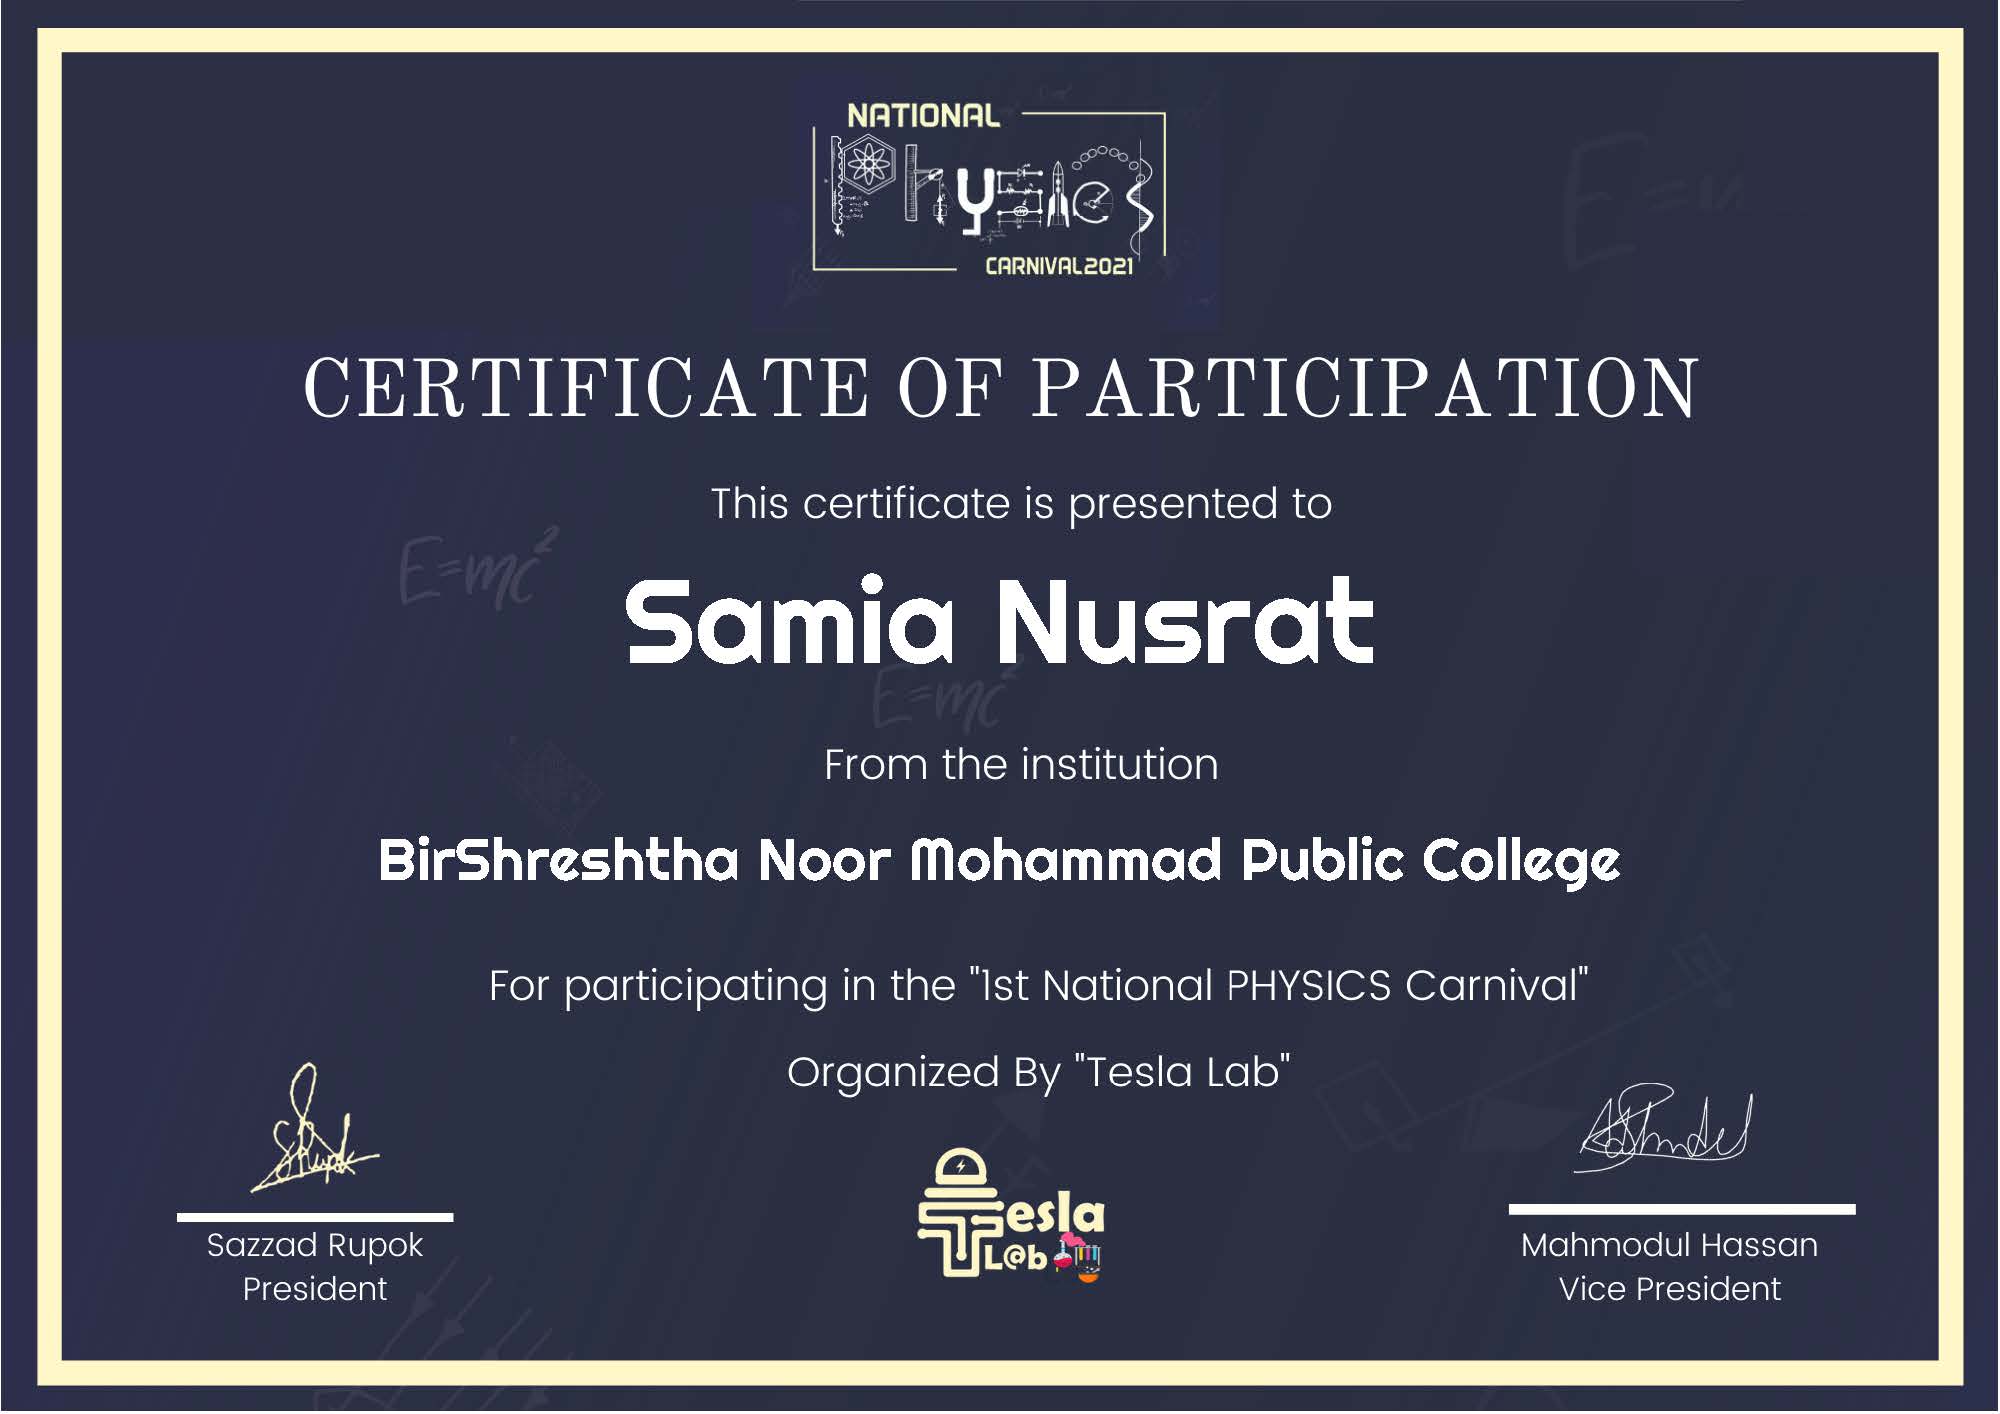 NATIONAL
Physics
CARNIVAL2021
CERTIFICATE OF PARTICIPATION
This certificate is presented to
E=mc²
Samia Nusrat
E=mc²
From the institution
BirShreshtha Noor Mohammad Public College
For participating in the "1st National PHYSICS Carnival"
Organized By "Tesla Lab"
Tesla
L@b
Sazzad Rupok
President
Mahmodul Hassan
Vice President